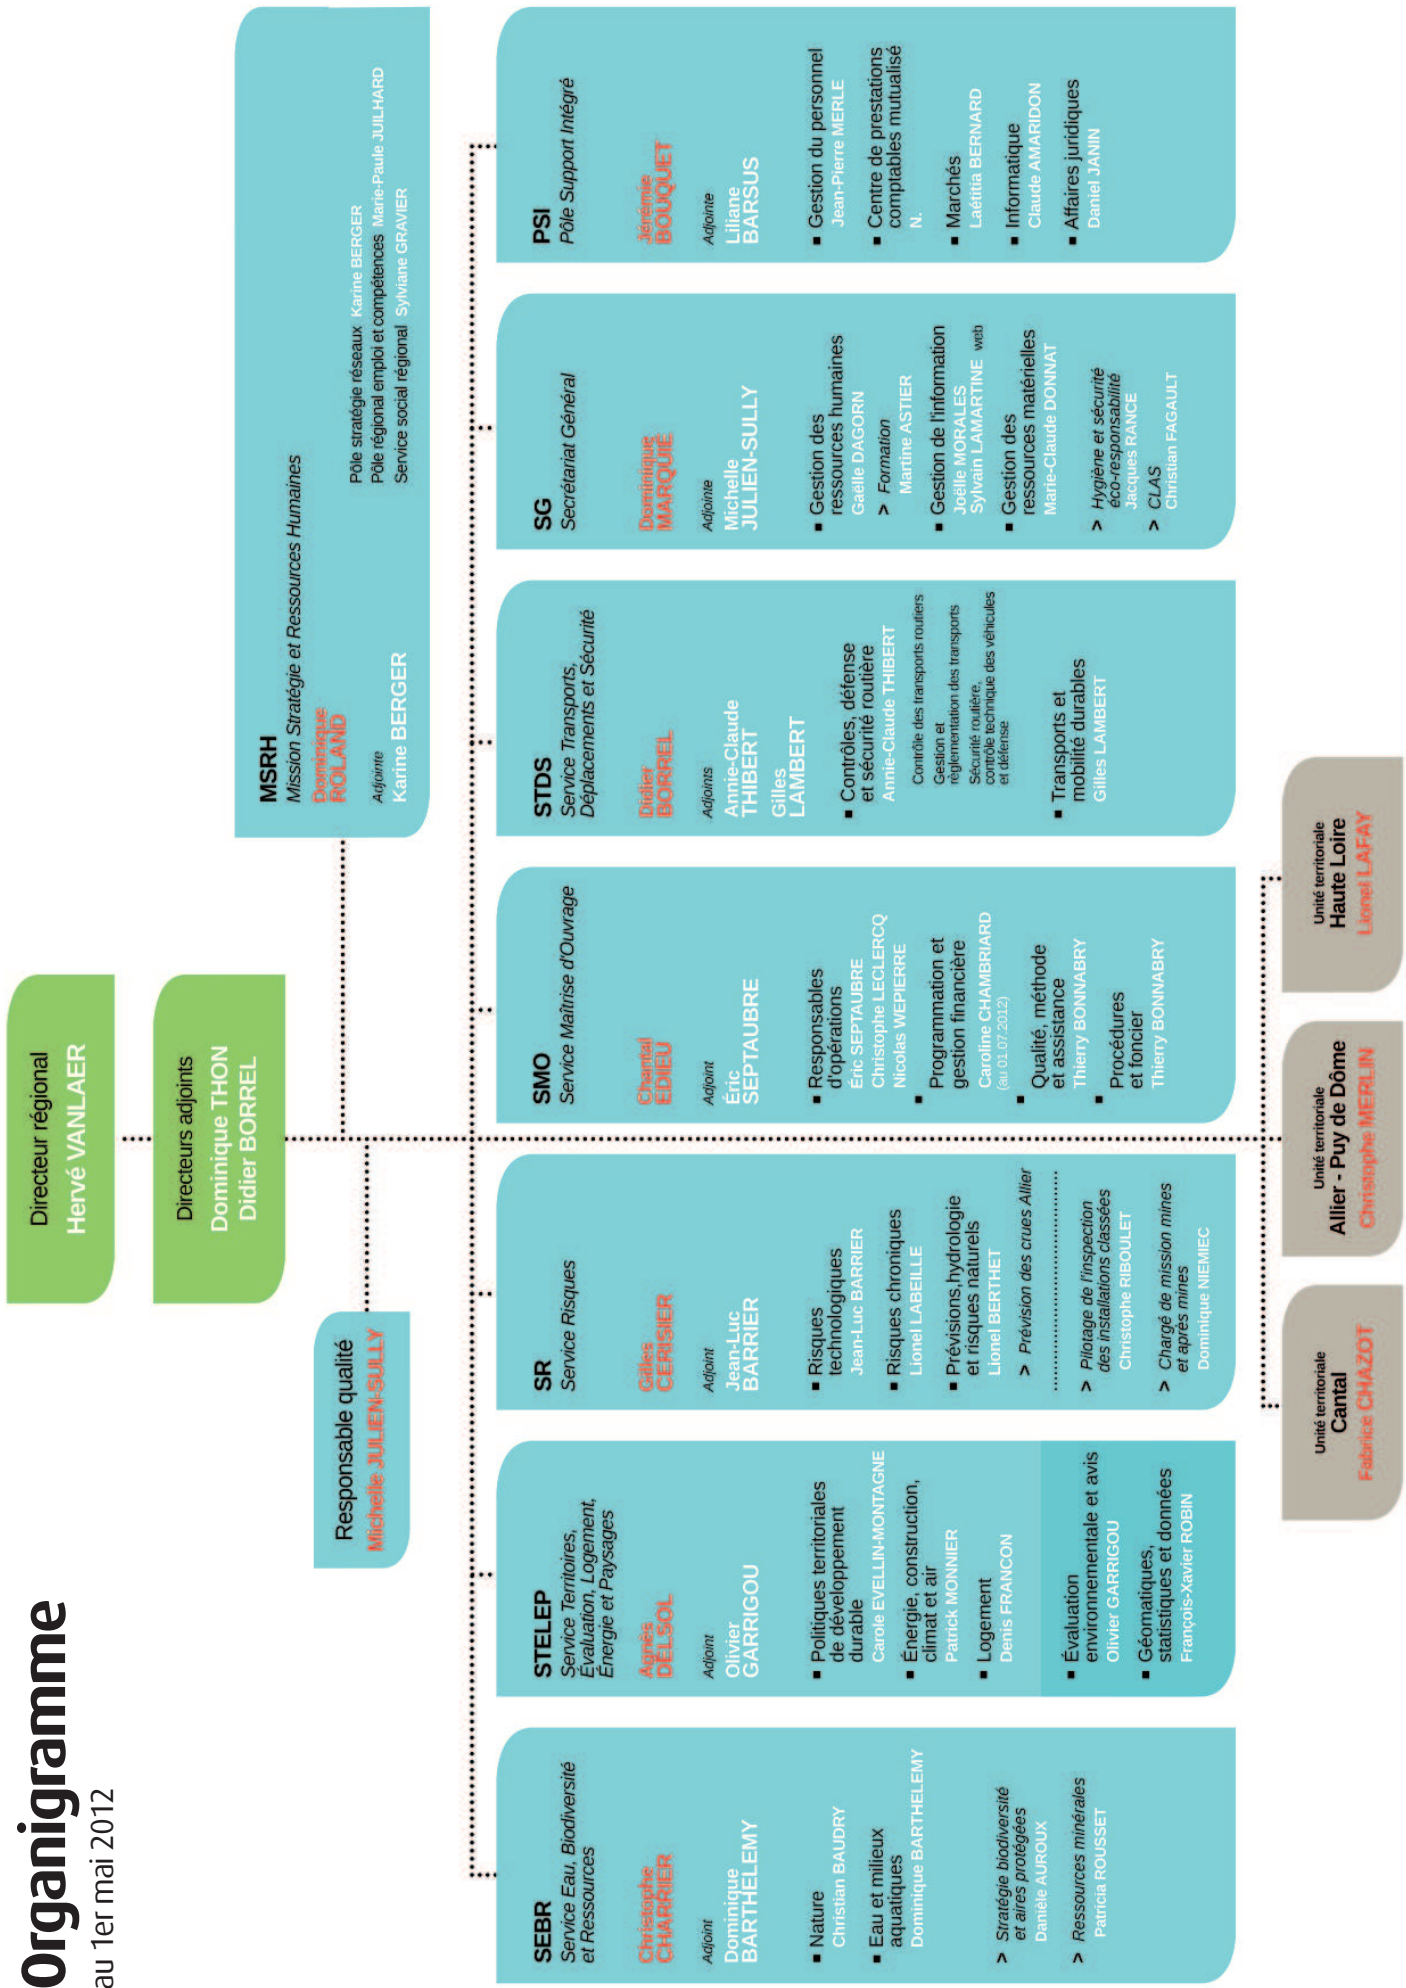 Organigramme
au 1er mai 2012
Directeur régional
Hervé VANLAER
Directeurs adjoints
Dominique THON
Didier BORREL
Responsable qualité
Michelle JULIEN-SULLY
MSRH
Mission Stratégie et Ressources Humaines
Dominique
ROLAND
Adjointe
Karine BERGER
Pôle stratégie réseaux Karine BERGER
Pôle régional emploi et compétences Marie-Paule JUILHARD
Service social régional Sylviane GRAVIER
SEBR
Service Eau, Biodiversité
et Ressources
Christophe
CHARRIER
Adjoint
Dominique
BARTHELEMY
▪ Nature
Christian BAUDRY
▪ Eau et milieux
aquatiques
Dominique BARTHELEMY
> Stratégie biodiversité
et aires protégées
Danièle AUROUX
> Ressources minérales
Patricia ROUSSET
STELEP
Service Territoires,
Évaluation, Logement,
Énergie et Paysages
Agnès
DELSOL
Adjoint
Olivier
GARRIGOU
▪ Politiques territoriales
de développement
durable
Carole EVELLIN-MONTAGNE
▪ Énergie, construction,
climat et air
Patrick MONNIER
▪ Logement
Denis FRANCON
▪ Évaluation
environnementale et avis
Olivier GARRIGOU
▪ Géomatiques,
statistiques et données
François-Xavier ROBIN
SR
Service Risques
Gilles
CERISIER
Adjoint
Jean-Luc
BARRIER
▪ Risques
technologiques
Jean-Luc BARRIER
▪ Risques chroniques
Lionel LABEILLE
▪ Prévisions,hydrologie
et risques naturels
Lionel BERTHET
> Prévision des crues Allier
> Pilotage de l'inspection
des installations classées
Christophe RIBOULET
> Chargé de mission mines
et après mines
Dominique NIEMIEC
SMO
Service Maîtrise d'Ouvrage
Chantal
EDIEU
Adjoint
Éric
SEPTAUBRE
▪ Responsables
d'opérations
Éric SEPTAUBRE
Christophe LECLERCQ
Nicolas WEPIERRE
▪ Programmation et
gestion financière
Caroline CHAMBRIARD
(au 01.07.2012)
▪ Qualité, méthode
et assistance
Thierry BONNABRY
▪ Procédures
et foncier
Thierry BONNABRY
STDS
Service Transports,
Déplacements et Sécurité
Didier
BORREL
Adjoints
Annie-Claude
THIBERT
Gilles
LAMBERT
▪ Contrôles, défense
et sécurité routière
Annie-Claude THIBERT
Contrôle des transports routiers
Gestion et
règlementation des transports
Sécurité routière,
contrôle technique des véhicules
et défense
▪ Transports et
mobilité durables
Gilles LAMBERT
SG
Secrétariat Général
Dominique
MARQUIÉ
Adjointe
Michelle
JULIEN-SULLY
▪ Gestion des
ressources humaines
Gaëlle DAGORN
> Formation
Martine ASTIER
▪ Gestion de l'information
Joëlle MORALES
Sylvain LAMARTINE web
▪ Gestion des
ressources matérielles
Marie-Claude DONNAT
> Hygiène et sécurité
éco-responsabilité
Jacques RANCE
> CLAS
Christian FAGAULT
PSI
Pôle Support Intégré
Jérémie
BOUQUET
Adjointe
Liliane
BARSUS
▪ Gestion du personnel
Jean-Pierre MERLE
▪ Centre de prestations
comptables mutualisé
N.
▪ Marchés
Laétitia BERNARD
▪ Informatique
Claude AMARIDON
▪ Affaires juridiques
Daniel JANIN
Unité territoriale
Cantal
Fabrice CHAZOT
Unité territoriale
Allier - Puy de Dôme
Christophe MERLIN
Unité territoriale
Haute Loire
Lionel LAFAY